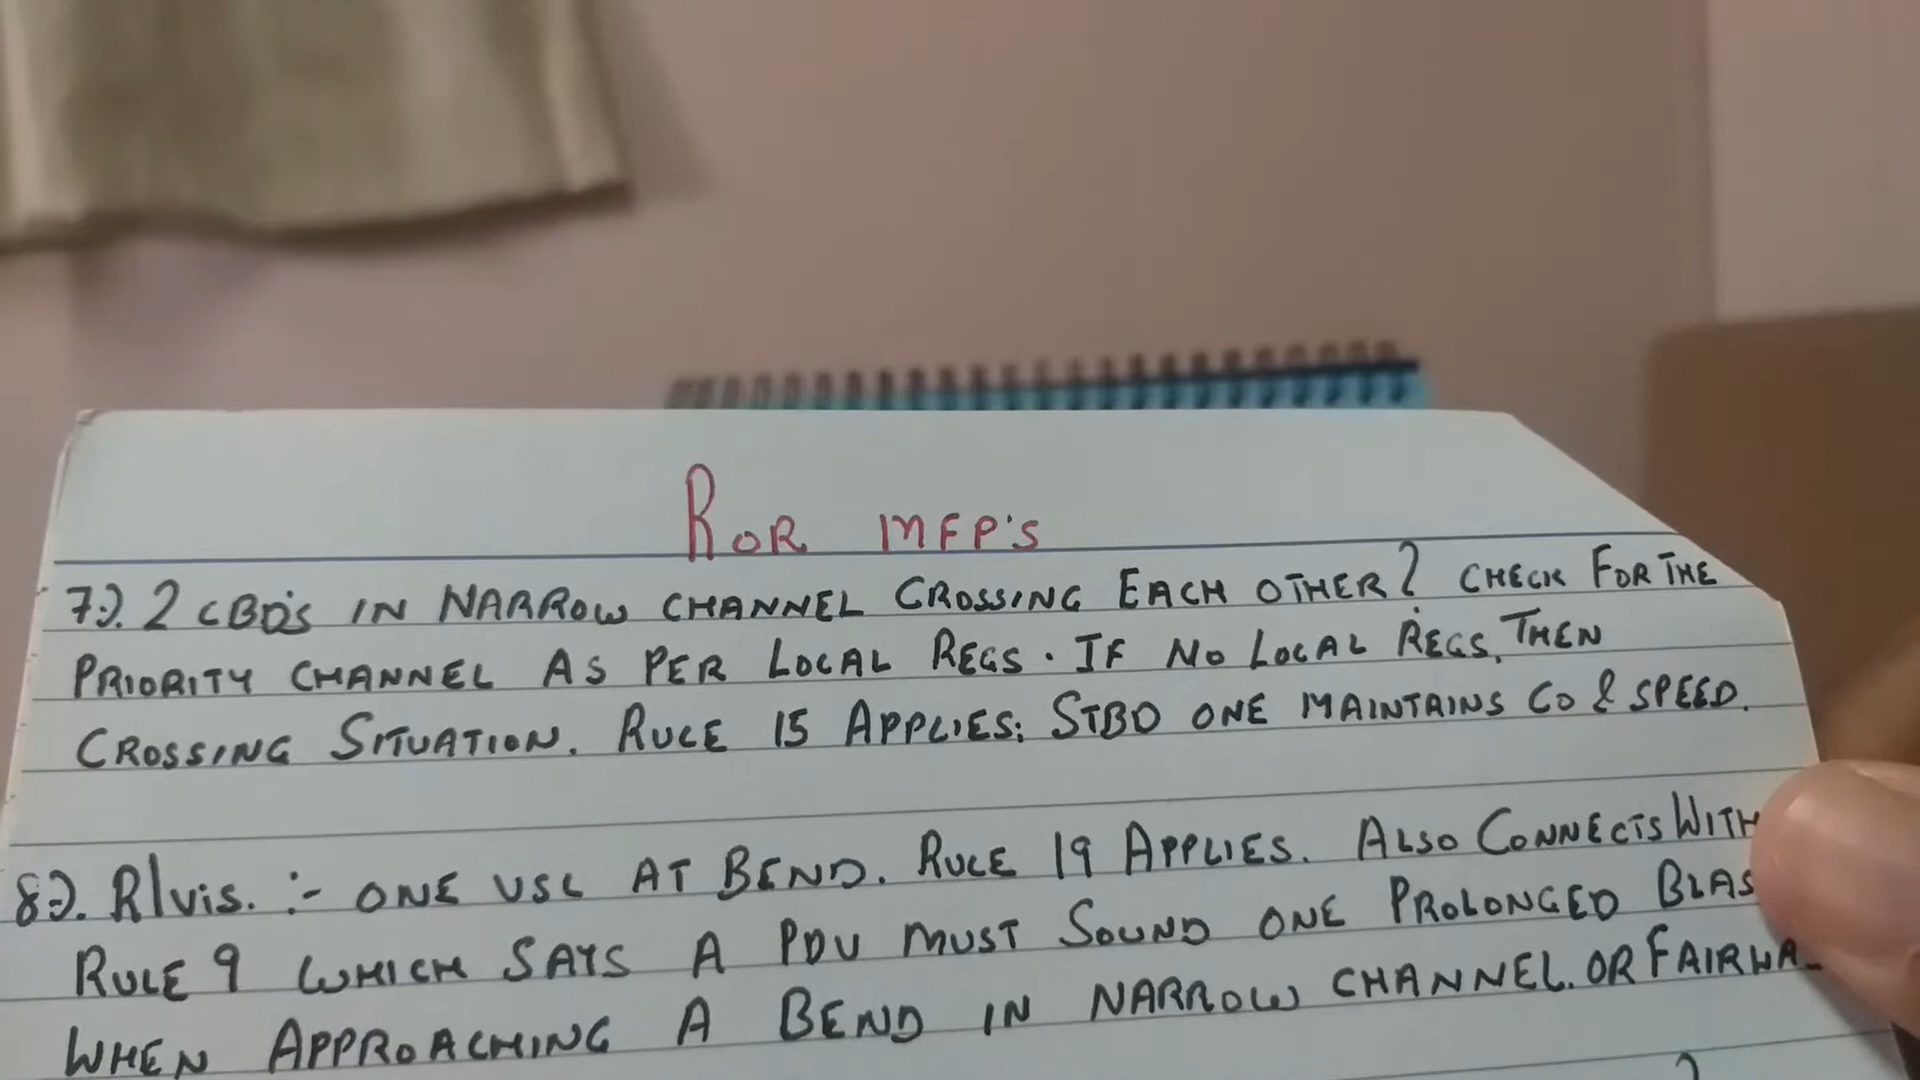 ROR MFP'S
7). 2 CBD'S IN NARROW CHANNEL CROSSING EACH OTHER? CHECK FOR THE
PRIORITY CHANNEL AS PER LOCAL REGS. IF NO LOCAL REGS, THEN
CROSSING SITUATION. RULE 15 APPLIES; STBD ONE MAINTAINS CO & SPEED.
8). R/VIS. :- ONE VSL AT BEND. RULE 19 APPLIES. ALSO CONNECTS WITH
RULE 9 WHICH SAYS A PDV MUST SOUND ONE PROLONGED BLAS
WHEN APPROACHING A BEND IN NARROW CHANNEL. OR FAIRWA